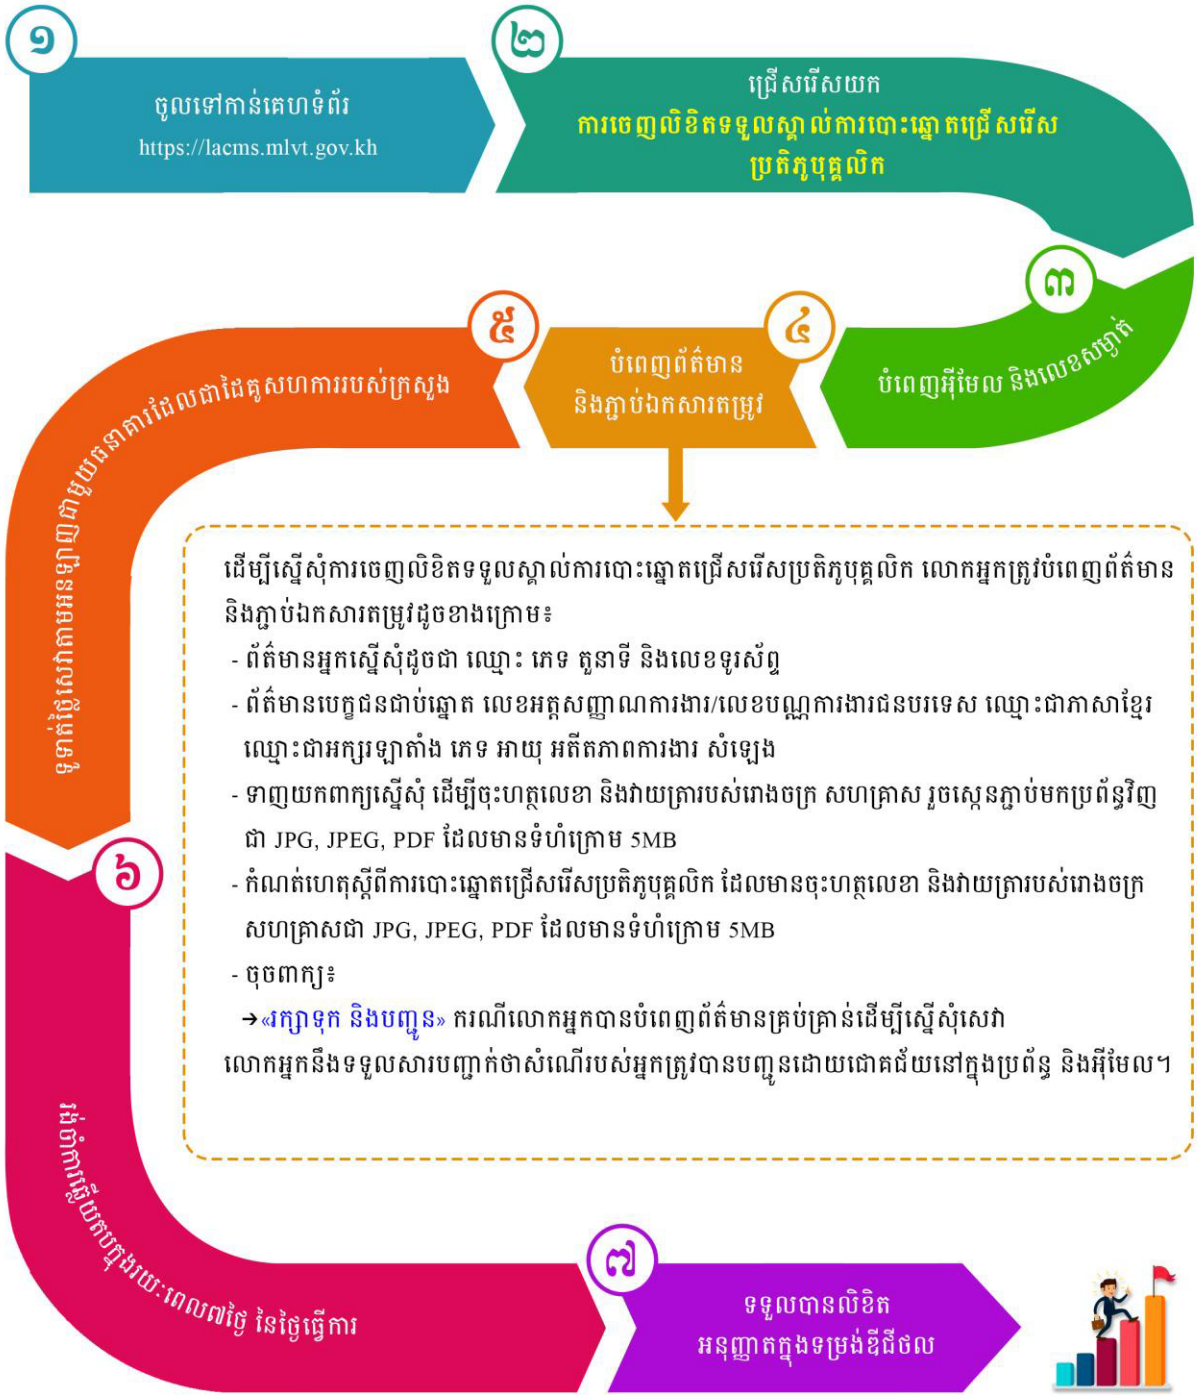 ១
ចូលទៅកាន់គេហទំព័រ
https://lacms.mlvt.gov.kh
២
ជ្រើសរើសយក
ការចេញលិខិតទទួលស្គាល់ការបោះឆ្នោតជ្រើសរើស
ប្រតិភូបុគ្គលិក
៣
បំពេញអ៊ីមែល និងលេខសម្ងាត់
៤
បំពេញព័ត៌មាន
និងភ្ជាប់ឯកសារតម្រូវ
៥
ទូទាត់ថ្លៃសេវាតាមអនឡាញជាមួយធនាគារដែលជាដៃគូសហការរបស់ក្រសួង
ដើម្បីស្នើសុំការចេញលិខិតទទួលស្គាល់ការបោះឆ្នោតជ្រើសរើសប្រតិភូបុគ្គលិក លោកអ្នកត្រូវបំពេញព័ត៌មាន
និងភ្ជាប់ឯកសារតម្រូវដូចខាងក្រោម៖
- ព័ត៌មានអ្នកស្នើសុំដូចជា ឈ្មោះ ភេទ តួនាទី និងលេខទូរស័ព្ទ
- ព័ត៌មានបេក្ខជនជាប់ឆ្នោត លេខអត្តសញ្ញាណការងារ/លេខបណ្ណការងារជនបរទេស ឈ្មោះជាភាសាខ្មែរ
ឈ្មោះជាអក្សរឡាតាំង ភេទ អាយុ អតីតភាពការងារ សំឡេង
- ទាញយកពាក្យស្នើសុំ ដើម្បីចុះហត្ថលេខា និងវាយត្រារបស់រោងចក្រ សហគ្រាស រួចស្កេនភ្ជាប់មកប្រព័ន្ធវិញ
ជា JPG, JPEG, PDF ដែលមានទំហំក្រោម 5MB
- កំណត់ហេតុស្តីពីការបោះឆ្នោតជ្រើសរើសប្រតិភូបុគ្គលិក ដែលមានចុះហត្ថលេខា និងវាយត្រារបស់រោងចក្រ
សហគ្រាសជា JPG, JPEG, PDF ដែលមានទំហំក្រោម 5MB
- ចុចពាក្យ៖
➔«រក្សាទុក និងបញ្ជូន» ករណីលោកអ្នកបានបំពេញព័ត៌មានគ្រប់គ្រាន់ដើម្បីស្នើសុំសេវា
លោកអ្នកនឹងទទួលសារបញ្ជាក់ថាសំណើរបស់អ្នកត្រូវបានបញ្ជូនដោយជោគជ័យនៅក្នុងប្រព័ន្ធ និងអ៊ីមែល។
៦
រង់ចាំការឆ្លើយតបក្នុងរយៈពេល៧ថ្ងៃ នៃថ្ងៃធ្វើការ
៧
ទទួលបានលិខិត
អនុញ្ញាតក្នុងទម្រង់ឌីជីថល